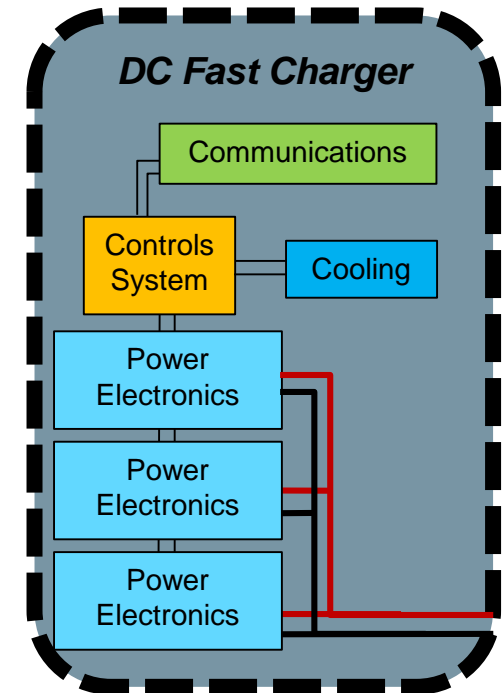 DC Fast Charger
Communications
Controls
System
Cooling
Power
Electronics
Power
Electronics
Power
Electronics